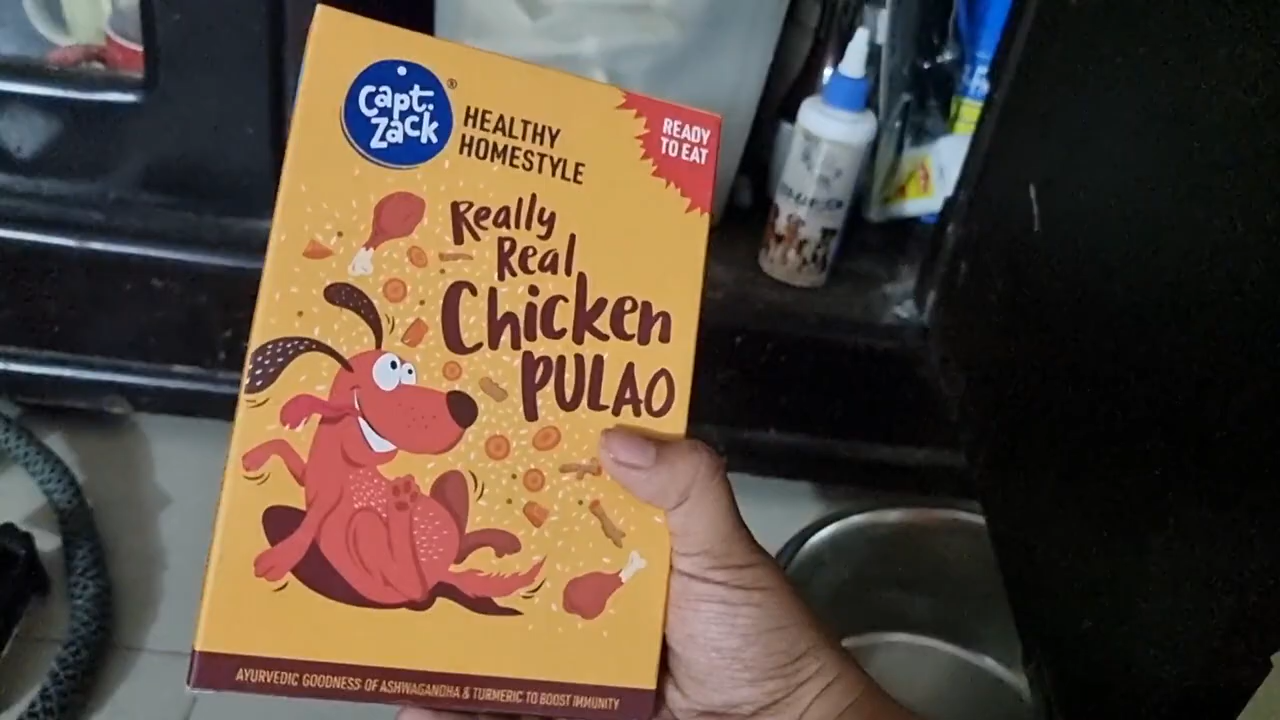 Capt.
Zack
®
HEALTHY
HOMESTYLE
READY
TO EAT
Really
Real
Chicken
PULAO
AYURVEDIC GOODNESS OF ASHWAGANDHA & TURMERIC TO BOOST IMMUNITY